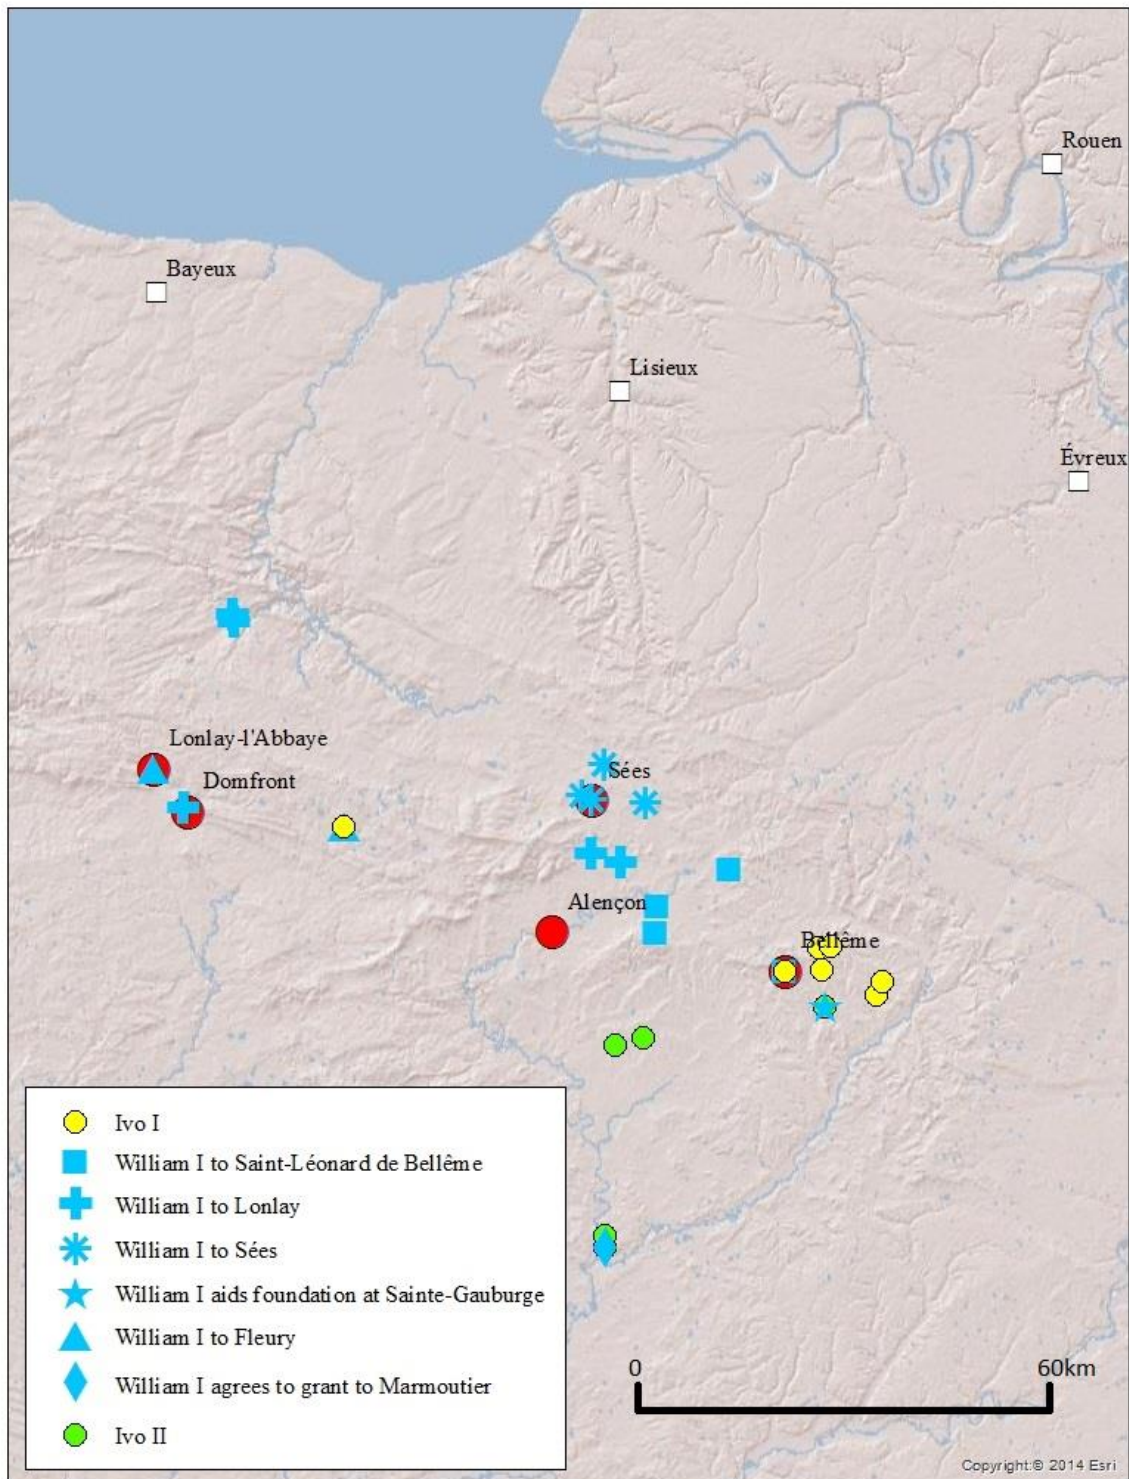 Rouen
Bayeux
Lisieux
Évreux
Lonlay-l'Abbaye
Domfront
Sées
Alençon
Bellême
Ivo I
William I to Saint-Léonard de Bellême
William I to Lonlay
William I to Sées
William I aids foundation at Sainte-Gauburge
William I to Fleury
William I agrees to grant to Marmoutier
Ivo II
0 60km
Copyright:© 2014 Esri